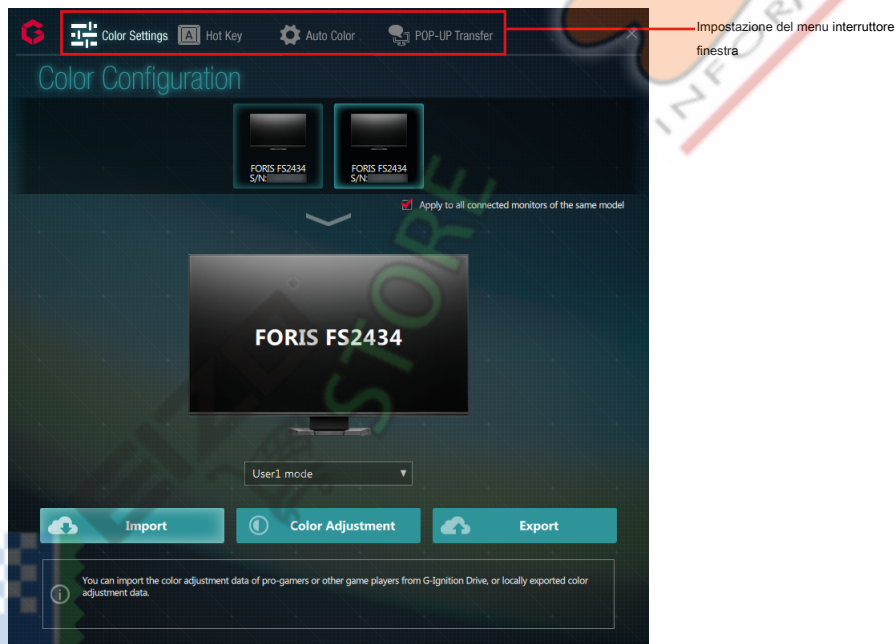 Color Settings A Hot Key Auto Color POP-UP Transfer
Impostazione del menu interruttore
finestra
Color Configuration
FORIS FS2434
S/N:
FORIS FS2434
S/N:
Apply to all connected monitors of the same model
FORIS FS2434
User1 mode
Import
Color Adjustment
Export
You can import the color adjustment data of pro-gamers or other game players from G-Ignition Drive, or locally exported color
adjustment data.
EIZO
STORE